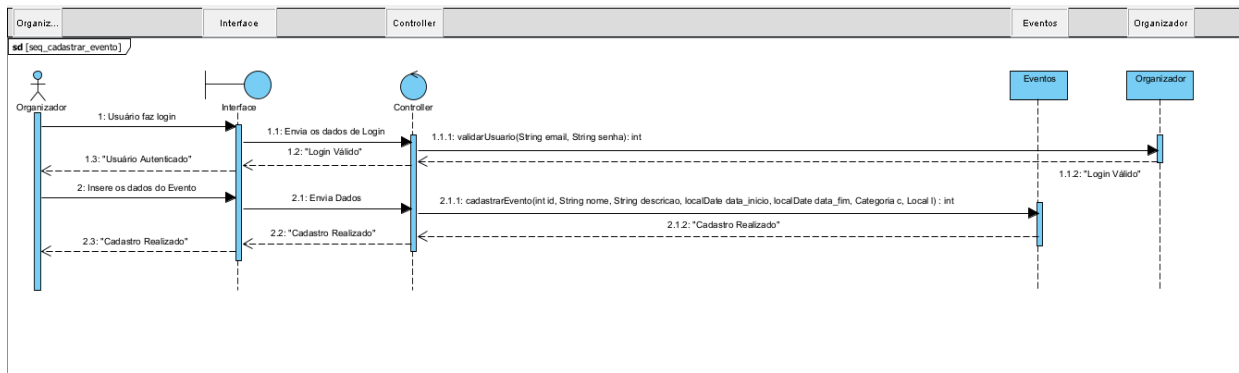 Organiz...
Interface
Controller
Eventos
Organizador
sd [seq_cadastrar_evento]
Organizador
Interface
Controller
Eventos
Organizador
1: Usuário faz login
1.1: Envia os dados de Login
1.1.1: validarUsuario(String email, String senha): int
1.2: "Login Válido"
1.3: "Usuário Autenticado"
1.1.2: "Login Válido"
2: Insere os dados do Evento
2.1: Envia Dados
2.1.1: cadastrarEvento(int id, String nome, String descricao, localDate data_inicio, localDate data_fim, Categoria c, Local l) : int
2.1.2: "Cadastro Realizado"
2.2: "Cadastro Realizado"
2.3: "Cadastro Realizado"